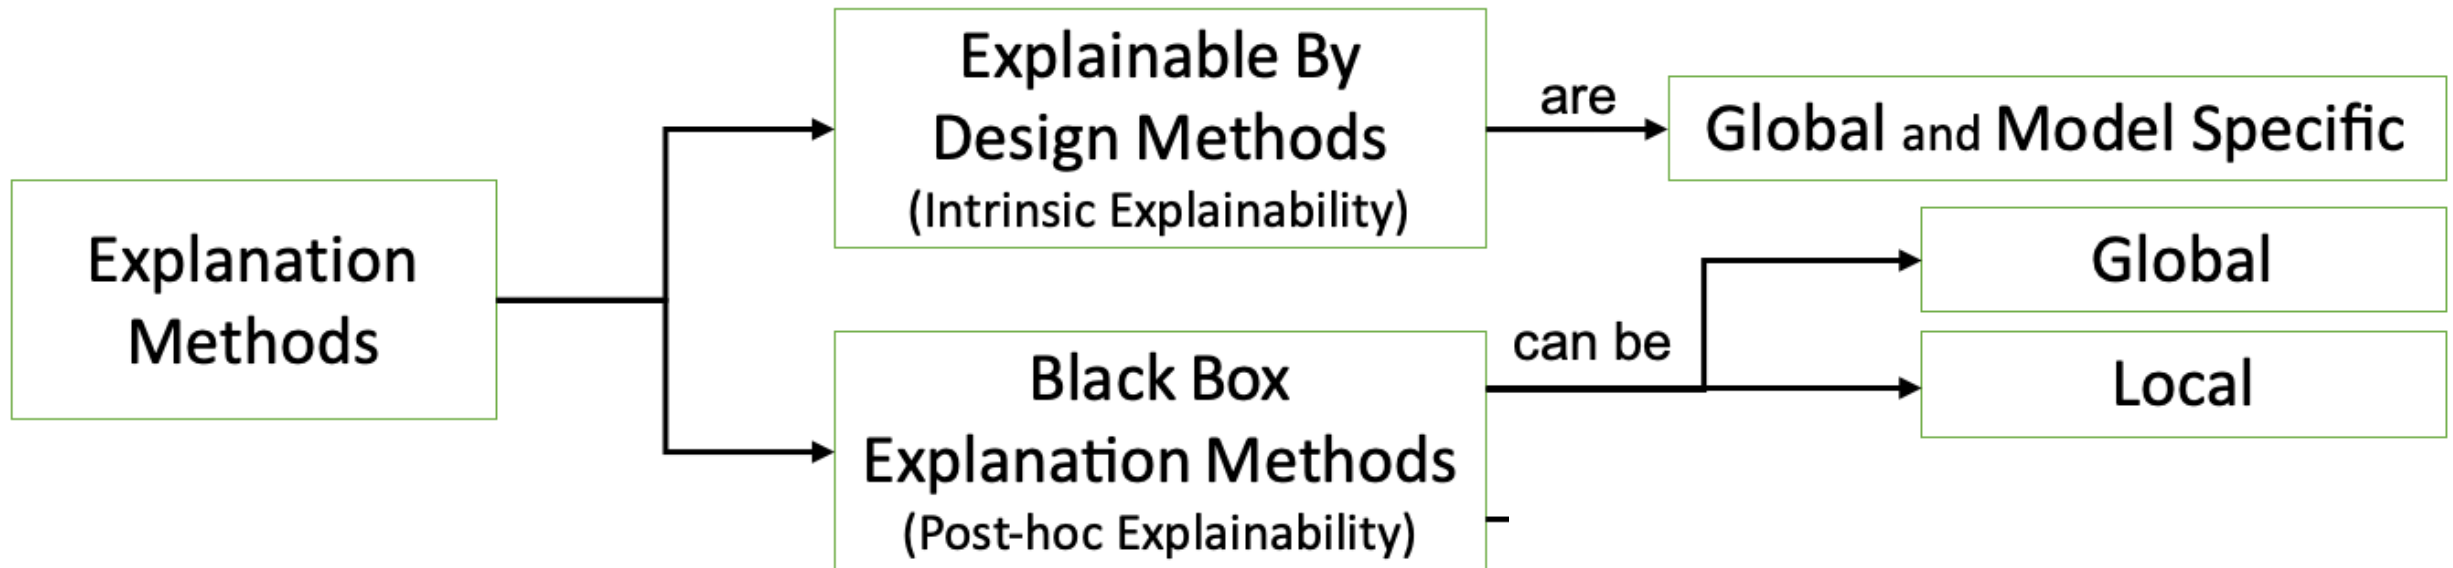 Explanation
Methods
Explainable By
Design Methods
(Intrinsic Explainability)
are
Global and Model Specific
Black Box
Explanation Methods
(Post-hoc Explainability)
can be
Global
Local